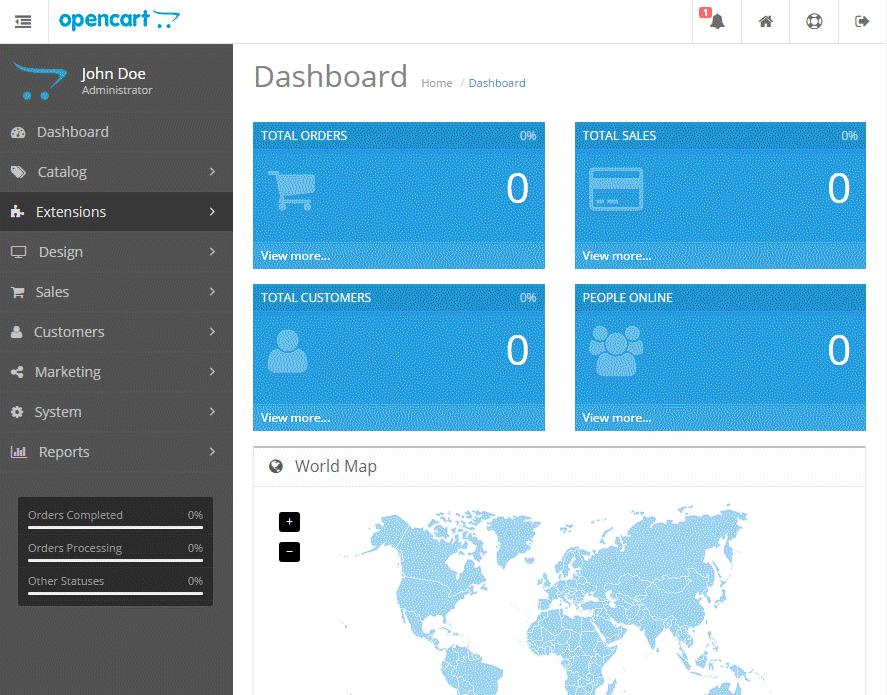 opencart
1
John Doe
Administrator
Dashboard
Catalog
Extensions
Design
Sales
Customers
Marketing
System
Reports
Orders Completed 0%
Orders Processing 0%
Other Statuses 0%
Dashboard Home / Dashboard
TOTAL ORDERS 0%
0
View more...
TOTAL SALES 0%
0
View more...
TOTAL CUSTOMERS 0%
0
View more...
PEOPLE ONLINE
0
View more...
World Map
+
−